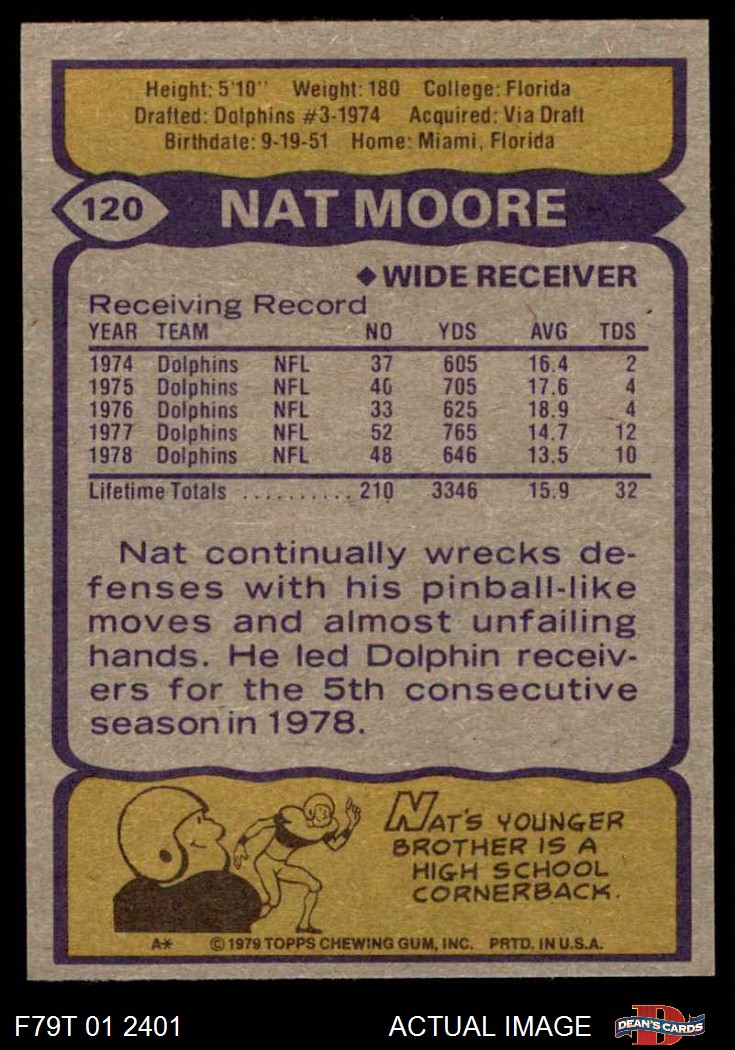 Height: 5'10" Weight: 180 College: Florida
Drafted: Dolphins #3-1974 Acquired: Via Draft
Birthdate: 9-19-51 Home: Miami, Florida
120 NAT MOORE
◆ WIDE RECEIVER
Receiving Record
YEAR TEAM NO YDS AVG TDS
1974 Dolphins NFL 37 605 16.4 2
1975 Dolphins NFL 40 705 17.6 4
1976 Dolphins NFL 33 625 18.9 4
1977 Dolphins NFL 52 765 14.7 12
1978 Dolphins NFL 48 646 13.5 10
Lifetime Totals .......... 210 3346 15.9 32
Nat continually wrecks de-
fenses with his pinball-like
moves and almost unfailing
hands. He led Dolphin receiv-
ers for the 5th consecutive
season in 1978.
NAT'S YOUNGER
BROTHER IS A
HIGH SCHOOL
CORNERBACK.
A* © 1979 TOPPS CHEWING GUM, INC. PRTD. IN U.S.A.
F79T 01 2401 ACTUAL IMAGE D DEAN'S CARDS